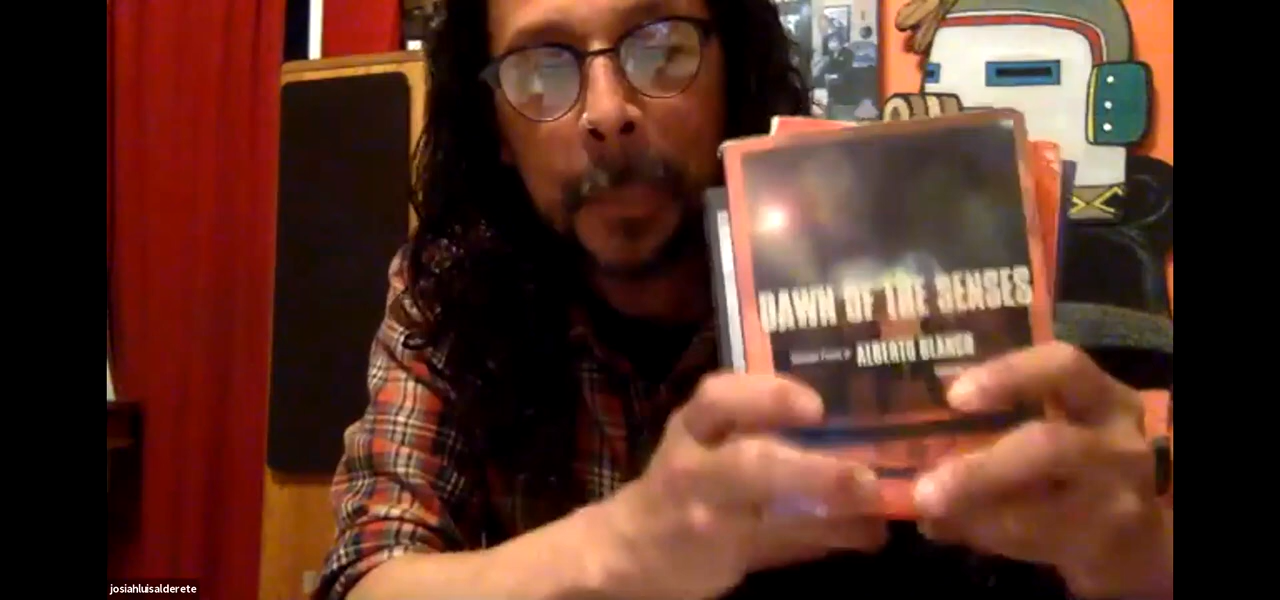 DAWN OF THE SENSES
ALBERTO BLANCO
josiahluisalderete